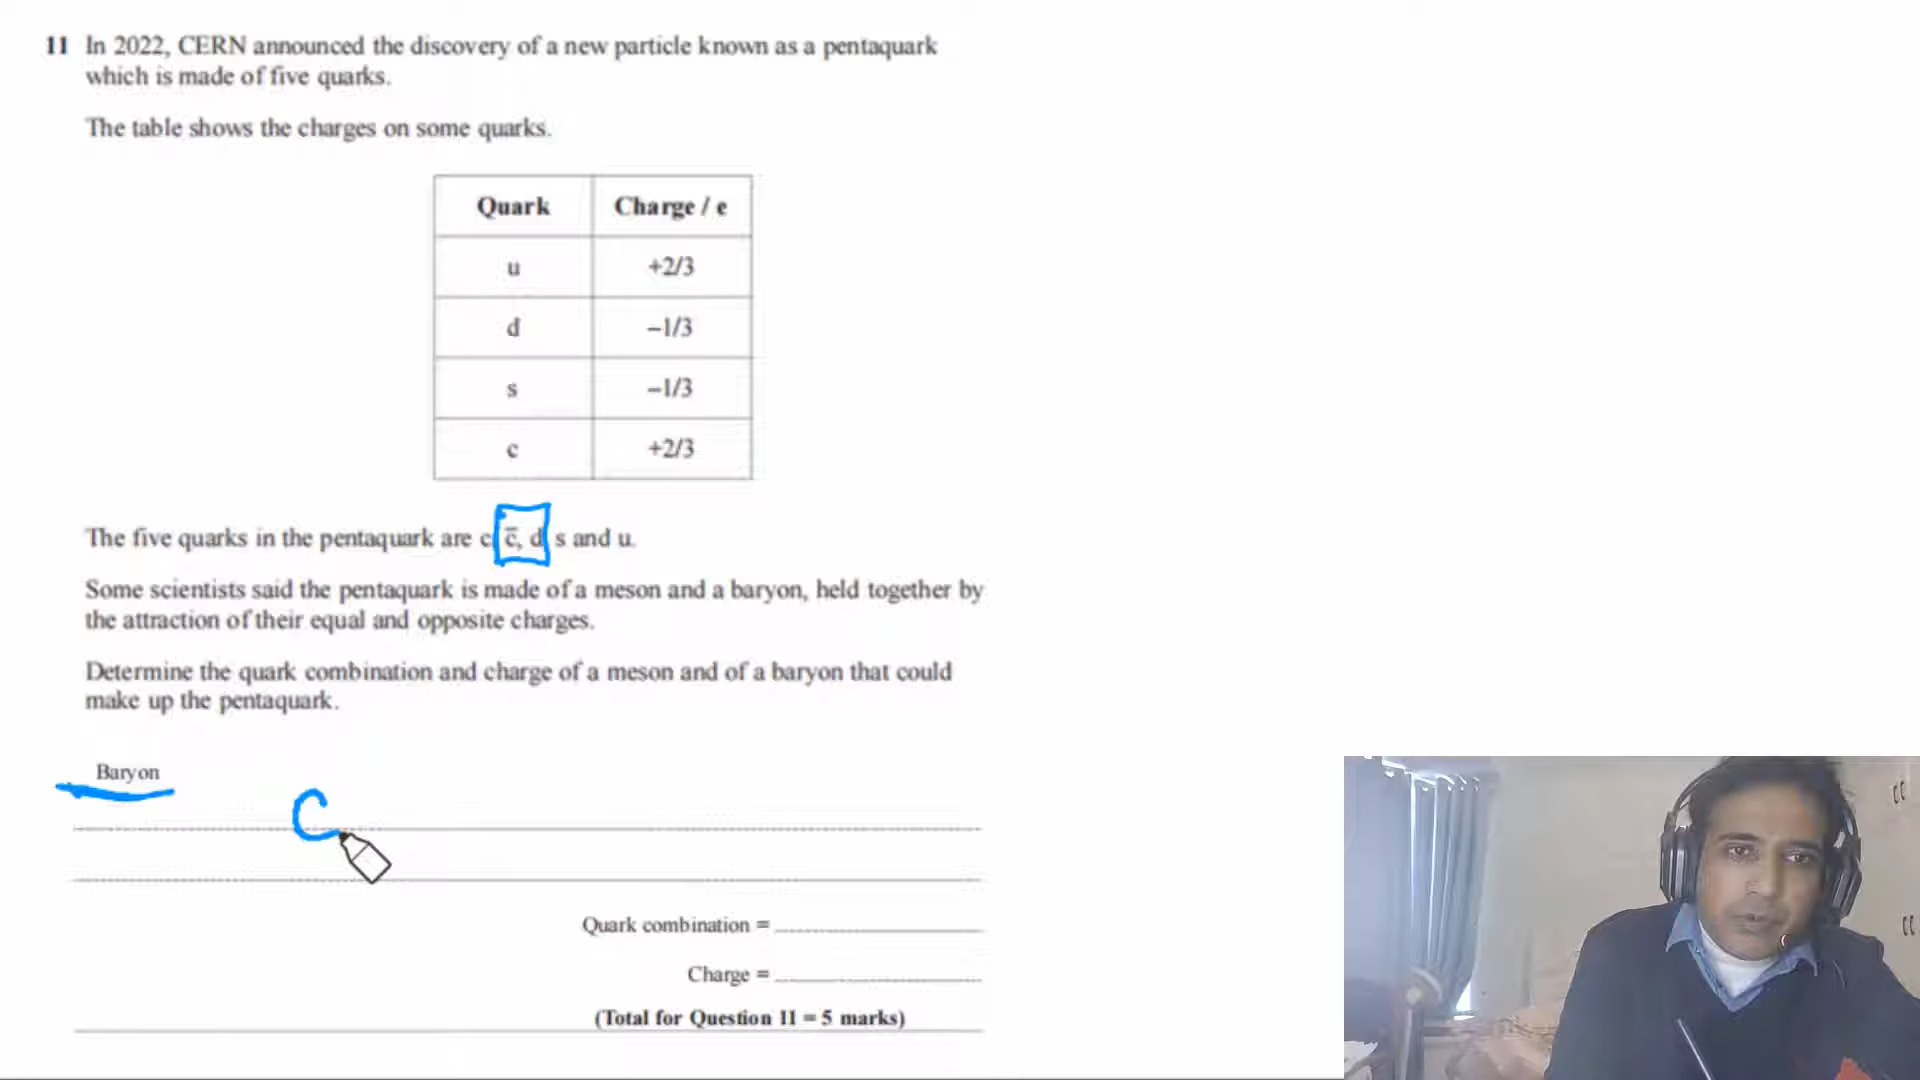 11 In 2022, CERN announced the discovery of a new particle known as a pentaquark
which is made of five quarks.
The table shows the charges on some quarks.
Quark Charge / e
u +2/3
d –1/3
s –1/3
c +2/3
The five quarks in the pentaquark are c, c̅, d, s and u.
Some scientists said the pentaquark is made of a meson and a baryon, held together by
the attraction of their equal and opposite charges.
Determine the quark combination and charge of a meson and of a baryon that could
make up the pentaquark.
Baryon
C
Quark combination =
Charge =
(Total for Question 11 = 5 marks)